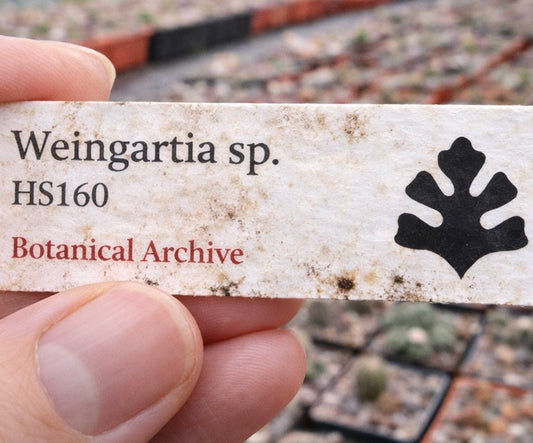 Weingartia sp.
HS160
Botanical Archive